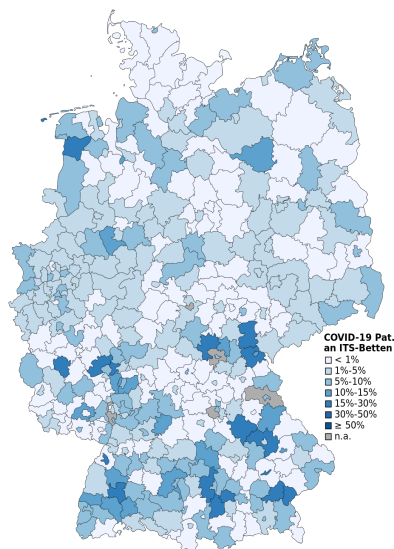 COVID-19 Pat.
an ITS-Betten
< 1%
1%-5%
5%-10%
10%-15%
15%-30%
30%-50%
≥ 50%
n.a.